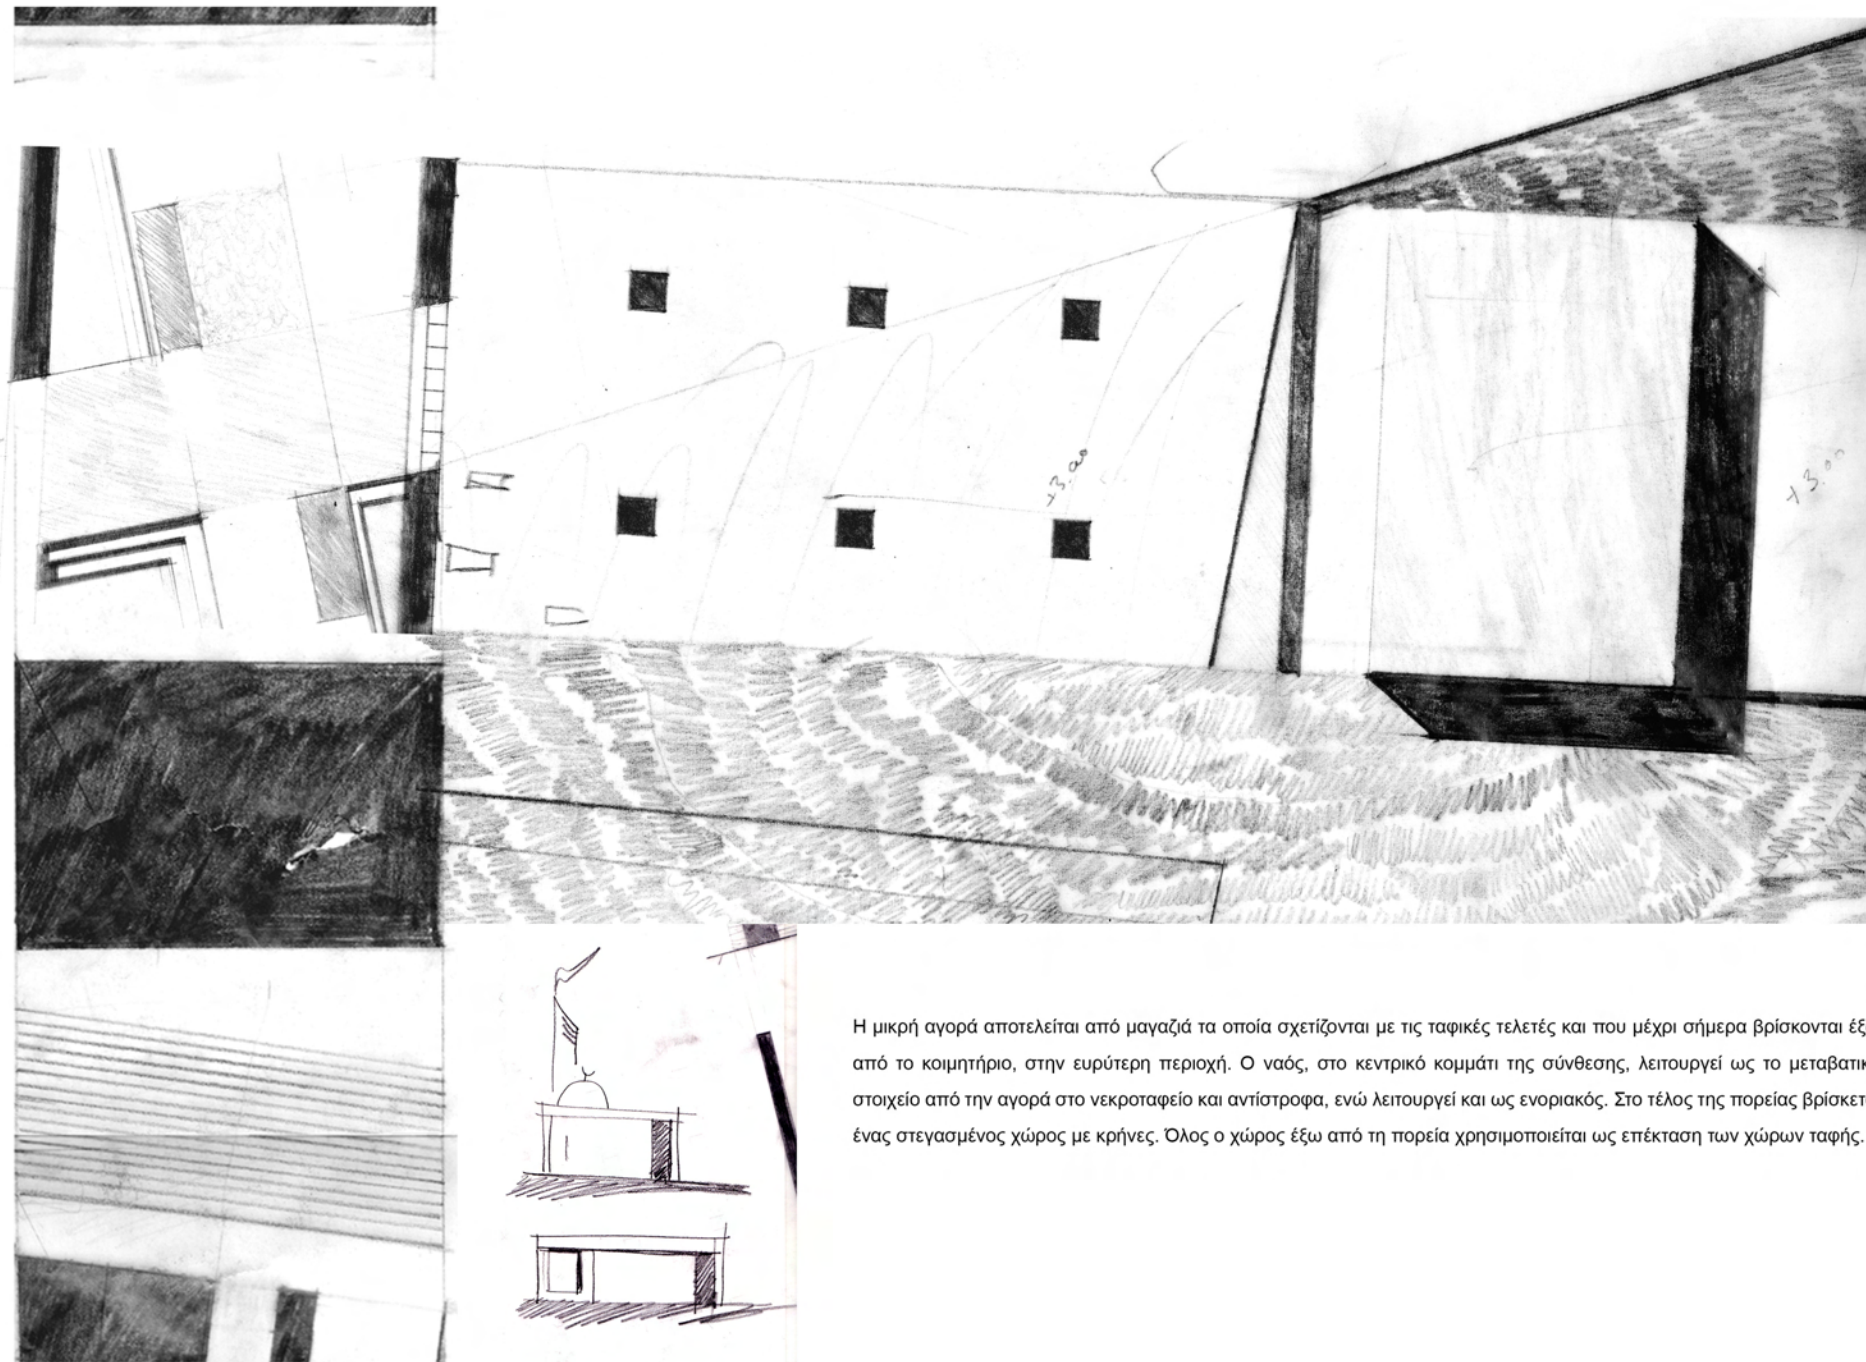 +3.00
+3.00
Η μικρή αγορά αποτελείται από μαγαζιά τα οποία σχετίζονται με τις ταφικές τελετές και που μέχρι σήμερα βρίσκονται έξ
από το κοιμητήριο, στην ευρύτερη περιοχή. Ο ναός, στο κεντρικό κομμάτι της σύνθεσης, λειτουργεί ως το μεταβατικ
στοιχείο από την αγορά στο νεκροταφείο και αντίστροφα, ενώ λειτουργεί και ως ενοριακός. Στο τέλος της πορείας βρίσκετ
ένας στεγασμένος χώρος με κρήνες. Όλος ο χώρος έξω από τη πορεία χρησιμοποιείται ως επέκταση των χώρων ταφής.